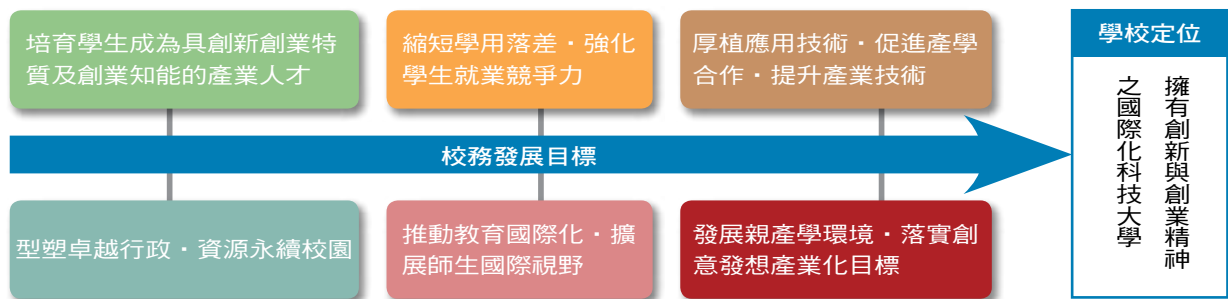 培育學生成為具創新創業特
質及創業知能的產業人才
縮短學用落差・強化
學生就業競爭力
厚植應用技術・促進產學
合作・提升產業技術
校務發展目標
型塑卓越行政・資源永續校園
推動教育國際化・擴
展師生國際視野
發展親產學環境・落實創
意發想產業化目標
學校定位
擁有創新與創業精神
之國際化科技大學